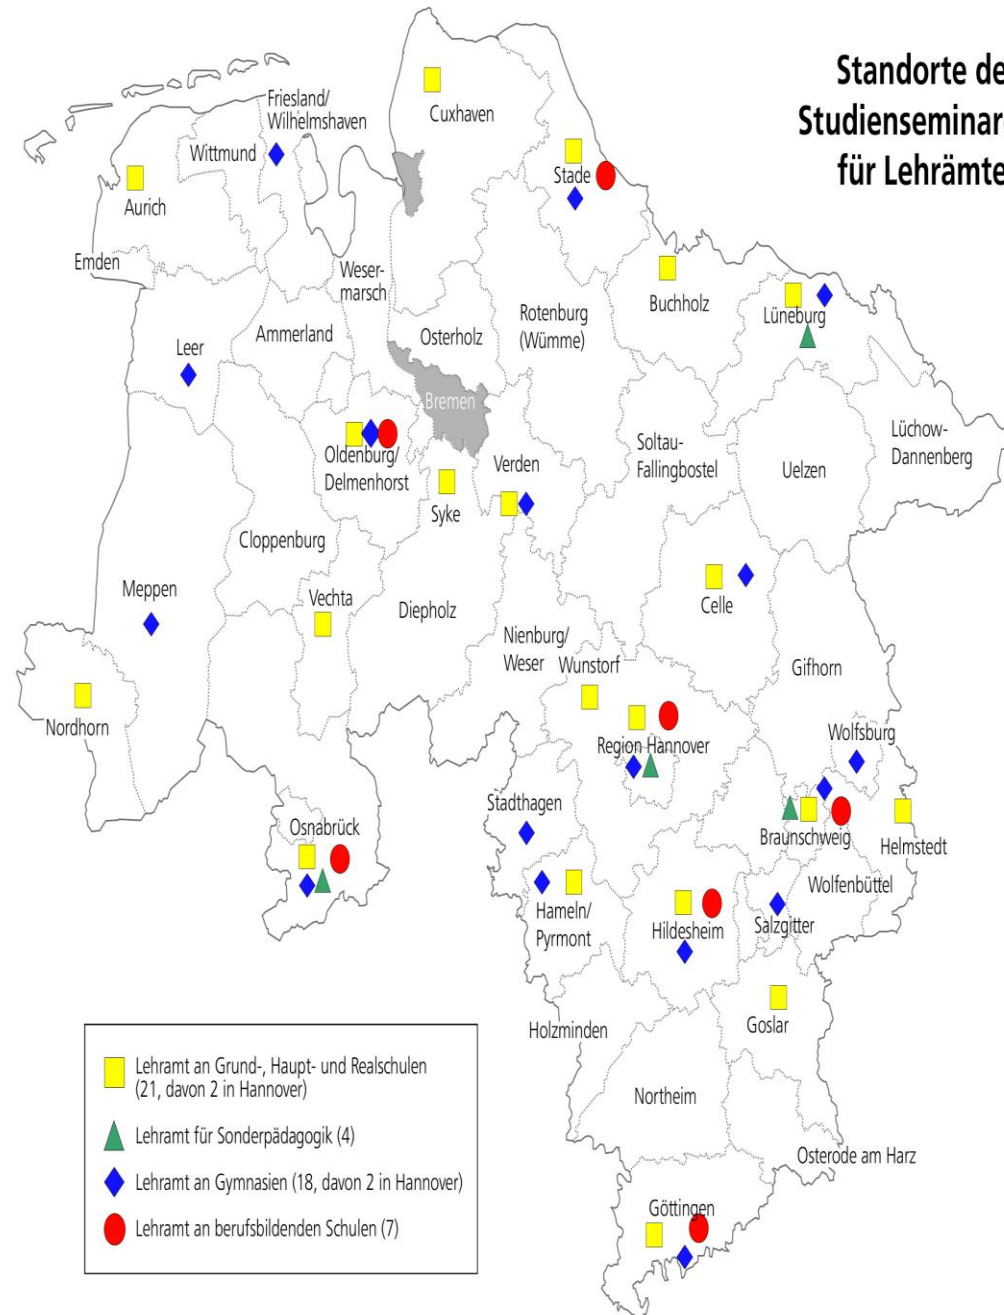 Standorte de
Studienseminare
für Lehrämte
Cuxhaven
Friesland/
Wilhelmshaven
Wittmund
Stade
Aurich
Emden
Weser-
marsch
Buchholz
Lüneburg
Rotenburg
(Wümme)
Ammerland
Osterholz
Leer
Bremen
Lüchow-
Dannenberg
Soltau-
Fallingbostel
Uelzen
Oldenburg/
Delmenhorst
Verden
Syke
Cloppenburg
Meppen
Vechta
Diepholz
Celle
Nienburg/
Weser
Wunstorf
Gifhorn
Nordhorn
Region Hannover
Wolfsburg
Stadthagen
Osnabrück
Braunschweig
Helmstedt
Wolfenbüttel
Hameln/
Pyrmont
Hildesheim
Salzgitter
Holzminden
Goslar
Northeim
Osterode am Harz
Göttingen
Lehramt an Grund-, Haupt- und Realschulen
(21, davon 2 in Hannover)
Lehramt für Sonderpädagogik (4)
Lehramt an Gymnasien (18, davon 2 in Hannover)
Lehramt an berufsbildenden Schulen (7)